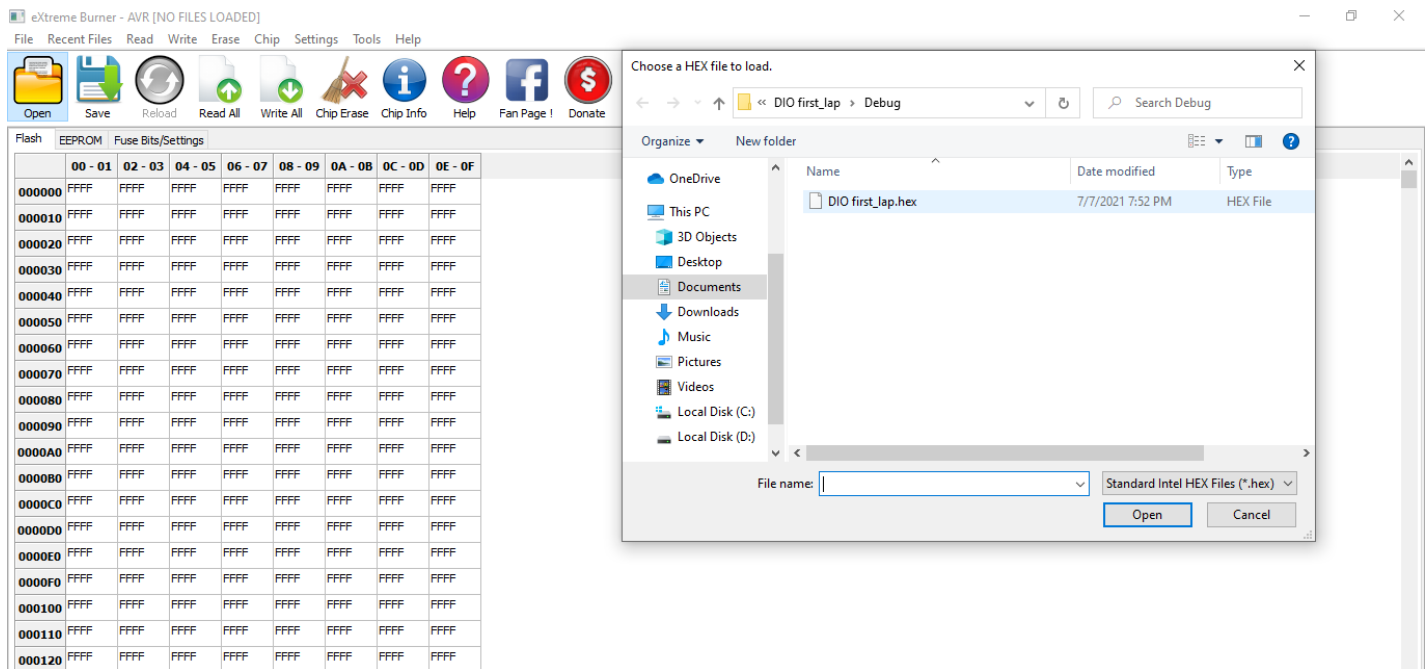 eXtreme Burner - AVR [NO FILES LOADED]
File Recent Files Read Write Erase Chip Settings Tools Help
Open Save Reload Read All Write All Chip Erase Chip Info Help Fan Page ! Donate
Flash EEPROM Fuse Bits/Settings
00 - 01 02 - 03 04 - 05 06 - 07 08 - 09 0A - 0B 0C - 0D 0E - 0F
000000 FFFF FFFF FFFF FFFF FFFF FFFF FFFF FFFF
000010 FFFF FFFF FFFF FFFF FFFF FFFF FFFF FFFF
000020 FFFF FFFF FFFF FFFF FFFF FFFF FFFF FFFF
000030 FFFF FFFF FFFF FFFF FFFF FFFF FFFF FFFF
000040 FFFF FFFF FFFF FFFF FFFF FFFF FFFF FFFF
000050 FFFF FFFF FFFF FFFF FFFF FFFF FFFF FFFF
000060 FFFF FFFF FFFF FFFF FFFF FFFF FFFF FFFF
000070 FFFF FFFF FFFF FFFF FFFF FFFF FFFF FFFF
000080 FFFF FFFF FFFF FFFF FFFF FFFF FFFF FFFF
000090 FFFF FFFF FFFF FFFF FFFF FFFF FFFF FFFF
0000A0 FFFF FFFF FFFF FFFF FFFF FFFF FFFF FFFF
0000B0 FFFF FFFF FFFF FFFF FFFF FFFF FFFF FFFF
0000C0 FFFF FFFF FFFF FFFF FFFF FFFF FFFF FFFF
0000D0 FFFF FFFF FFFF FFFF FFFF FFFF FFFF FFFF
0000E0 FFFF FFFF FFFF FFFF FFFF FFFF FFFF FFFF
0000F0 FFFF FFFF FFFF FFFF FFFF FFFF FFFF FFFF
000100 FFFF FFFF FFFF FFFF FFFF FFFF FFFF FFFF
000110 FFFF FFFF FFFF FFFF FFFF FFFF FFFF FFFF
000120 FFFF FFFF FFFF FFFF FFFF FFFF FFFF FFFF
Choose a HEX file to load.
« DIO first_lap › Debug
Search Debug
Organize New folder
OneDrive
This PC
3D Objects
Desktop
Documents
Downloads
Music
Pictures
Videos
Local Disk (C:)
Local Disk (D:)
Name Date modified Type
DIO first_lap.hex 7/7/2021 7:52 PM HEX File
File name: Standard Intel HEX Files (*.hex)
Open Cancel